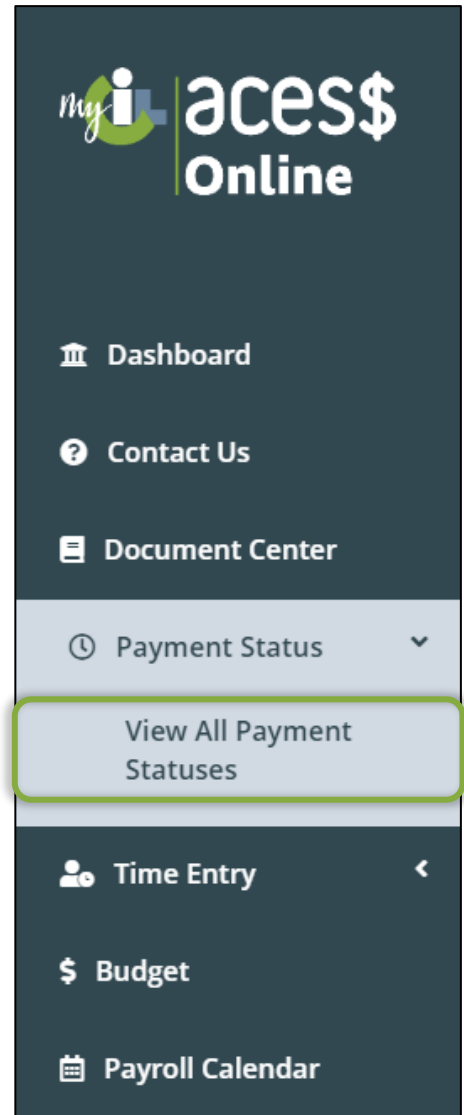 my iL aces$
Online
Dashboard
Contact Us
Document Center
Payment Status
View All Payment
Statuses
Time Entry
$ Budget
Payroll Calendar